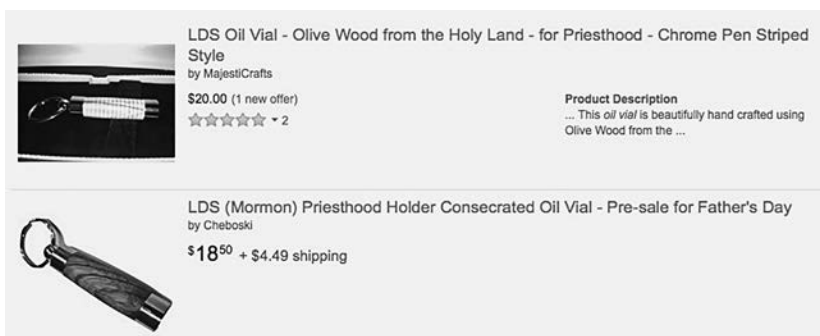 LDS Oil Vial - Olive Wood from the Holy Land - for Priesthood - Chrome Pen Striped
Style
by MajestiCrafts
$20.00 (1 new offer)
2
Product Description
... This oil vial is beautifully hand crafted using
Olive Wood from the ...
LDS (Mormon) Priesthood Holder Consecrated Oil Vial - Pre-sale for Father's Day
by Cheboski
$18⁵⁰ + $4.49 shipping